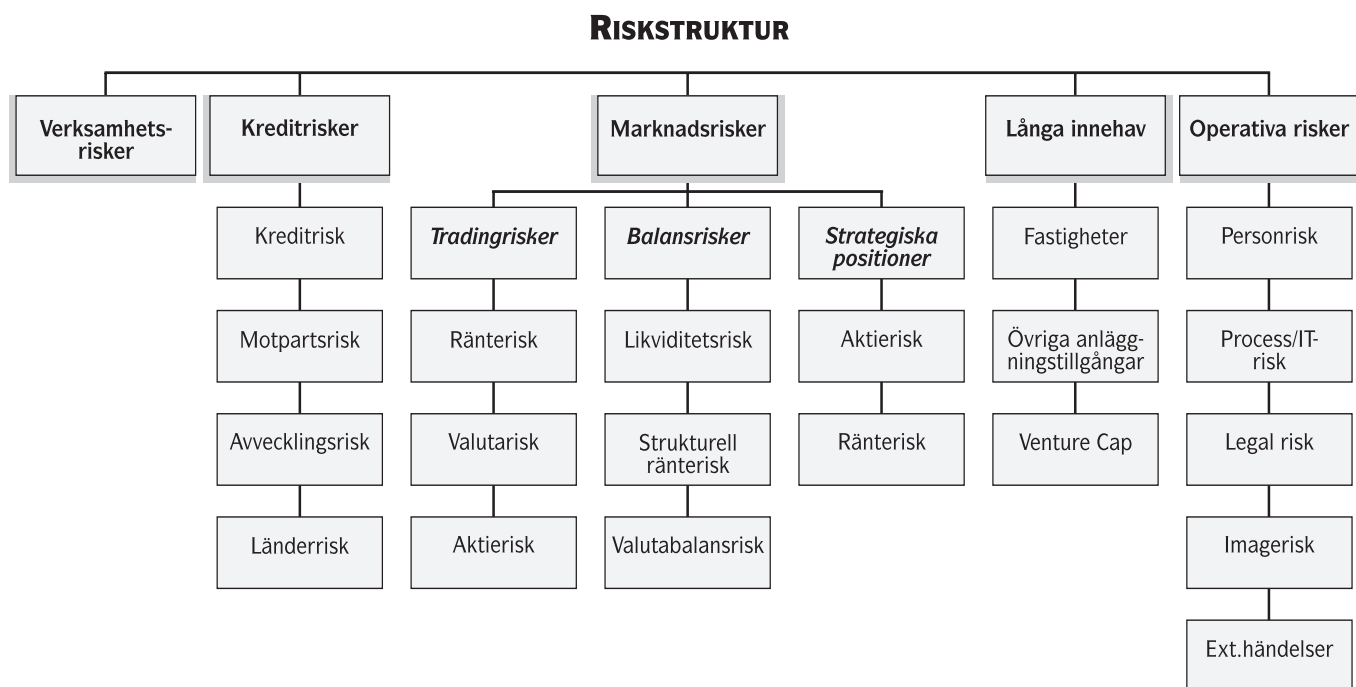 RISKSTRUKTUR
Verksamhets-
risker
Kreditrisker
Marknadsrisker
Långa innehav
Operativa risker
Kreditrisk
Motpartsrisk
Avvecklingsrisk
Länderrisk
Tradingrisker
Ränterisk
Valutarisk
Aktierisk
Balansrisker
Likviditetsrisk
Strukturell
ränterisk
Valutabalansrisk
Strategiska
positioner
Aktierisk
Ränterisk
Fastigheter
Övriga anlägg-
ningstillgångar
Venture Cap
Personrisk
Process/IT-
risk
Legal risk
Imagerisk
Ext.händelser